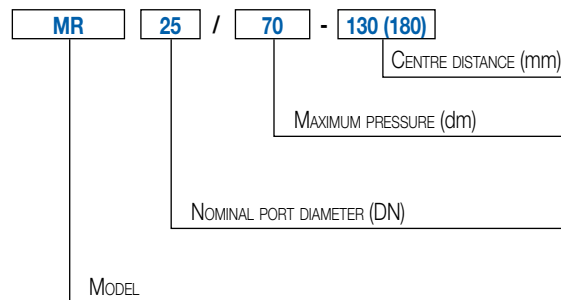 MR 25 / 70 - 130 (180)
Centre distance (mm)
Maximum pressure (dm)
Nominal port diameter (DN)
Model